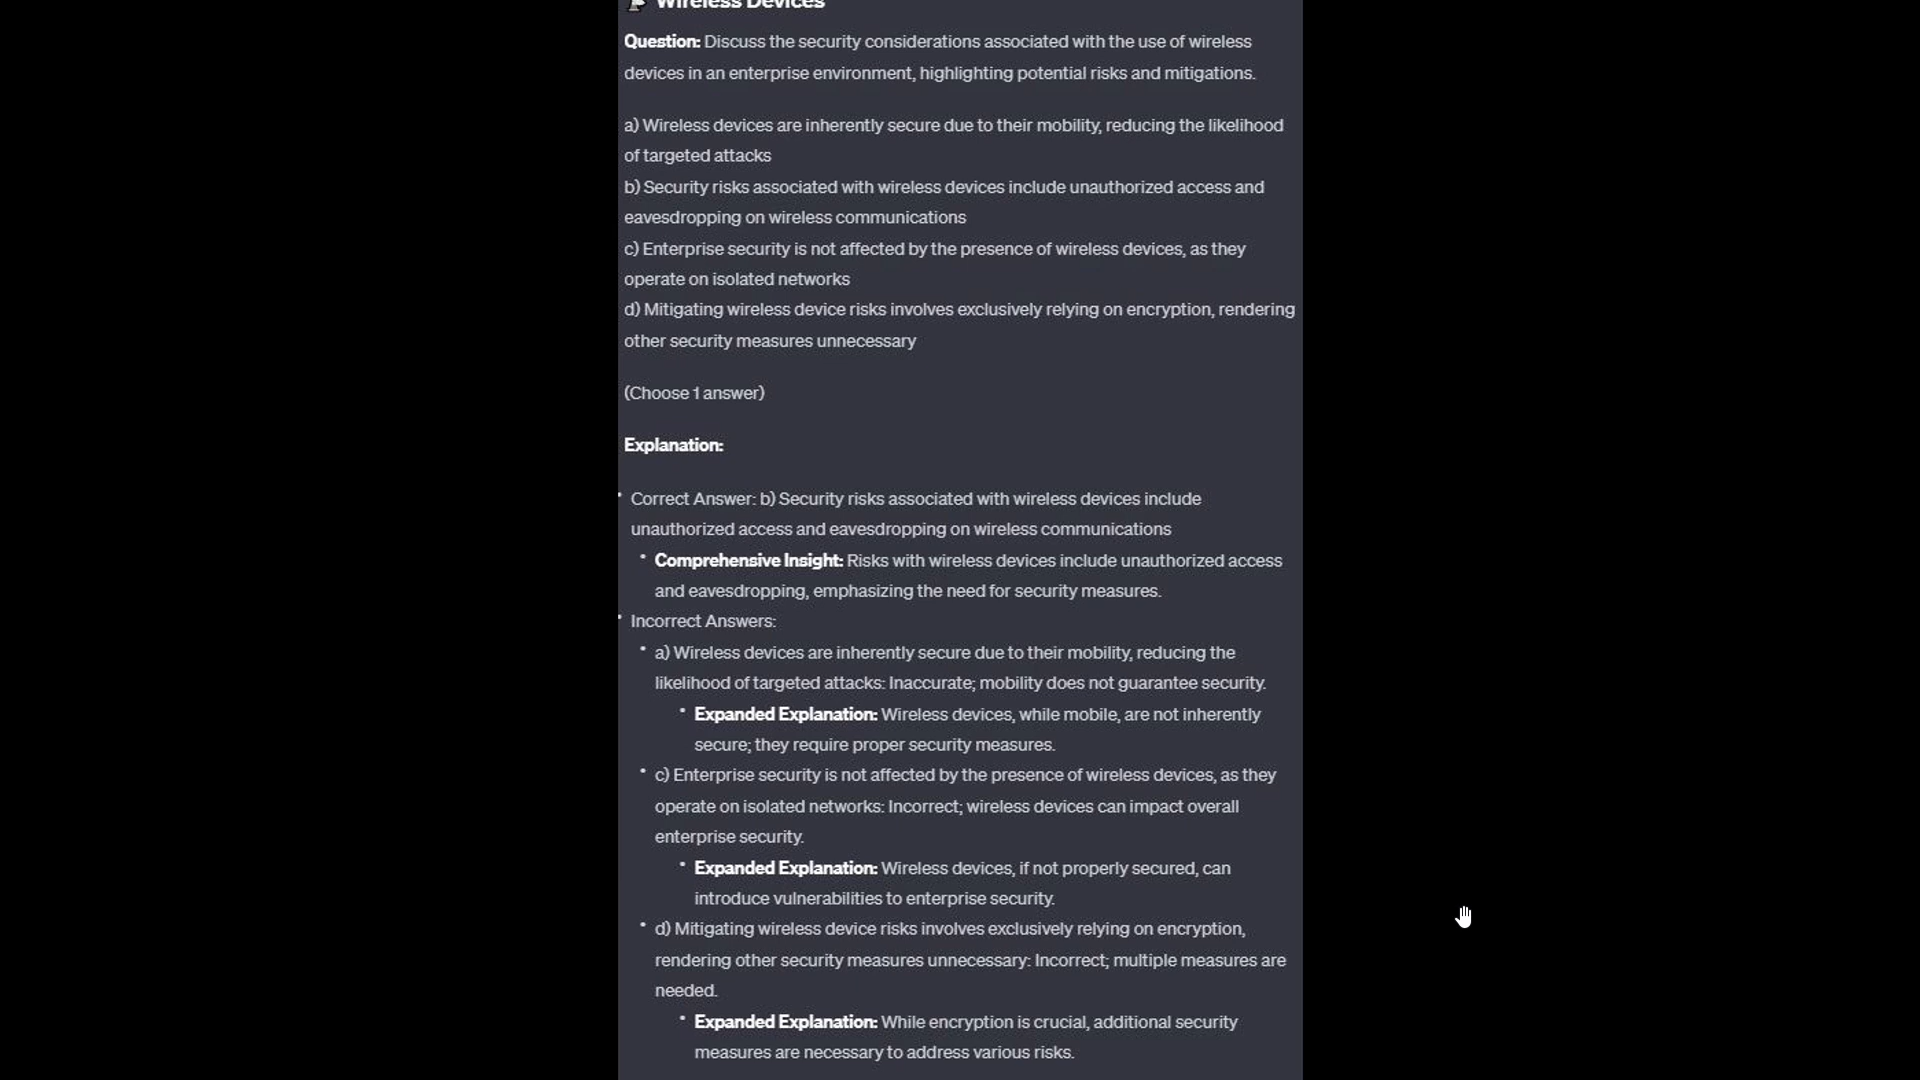 Wireless Devices
Question: Discuss the security considerations associated with the use of wireless
devices in an enterprise environment, highlighting potential risks and mitigations.
a) Wireless devices are inherently secure due to their mobility, reducing the likelihood
of targeted attacks
b) Security risks associated with wireless devices include unauthorized access and
eavesdropping on wireless communications
c) Enterprise security is not affected by the presence of wireless devices, as they
operate on isolated networks
d) Mitigating wireless device risks involves exclusively relying on encryption, rendering
other security measures unnecessary
(Choose 1 answer)
Explanation:
• Correct Answer: b) Security risks associated with wireless devices include
unauthorized access and eavesdropping on wireless communications
• Comprehensive Insight: Risks with wireless devices include unauthorized access
and eavesdropping, emphasizing the need for security measures.
• Incorrect Answers:
• a) Wireless devices are inherently secure due to their mobility, reducing the
likelihood of targeted attacks: Inaccurate; mobility does not guarantee security.
• Expanded Explanation: Wireless devices, while mobile, are not inherently
secure; they require proper security measures.
• c) Enterprise security is not affected by the presence of wireless devices, as they
operate on isolated networks: Incorrect; wireless devices can impact overall
enterprise security.
• Expanded Explanation: Wireless devices, if not properly secured, can
introduce vulnerabilities to enterprise security.
• d) Mitigating wireless device risks involves exclusively relying on encryption,
rendering other security measures unnecessary: Incorrect; multiple measures are
needed.
• Expanded Explanation: While encryption is crucial, additional security
measures are necessary to address various risks.